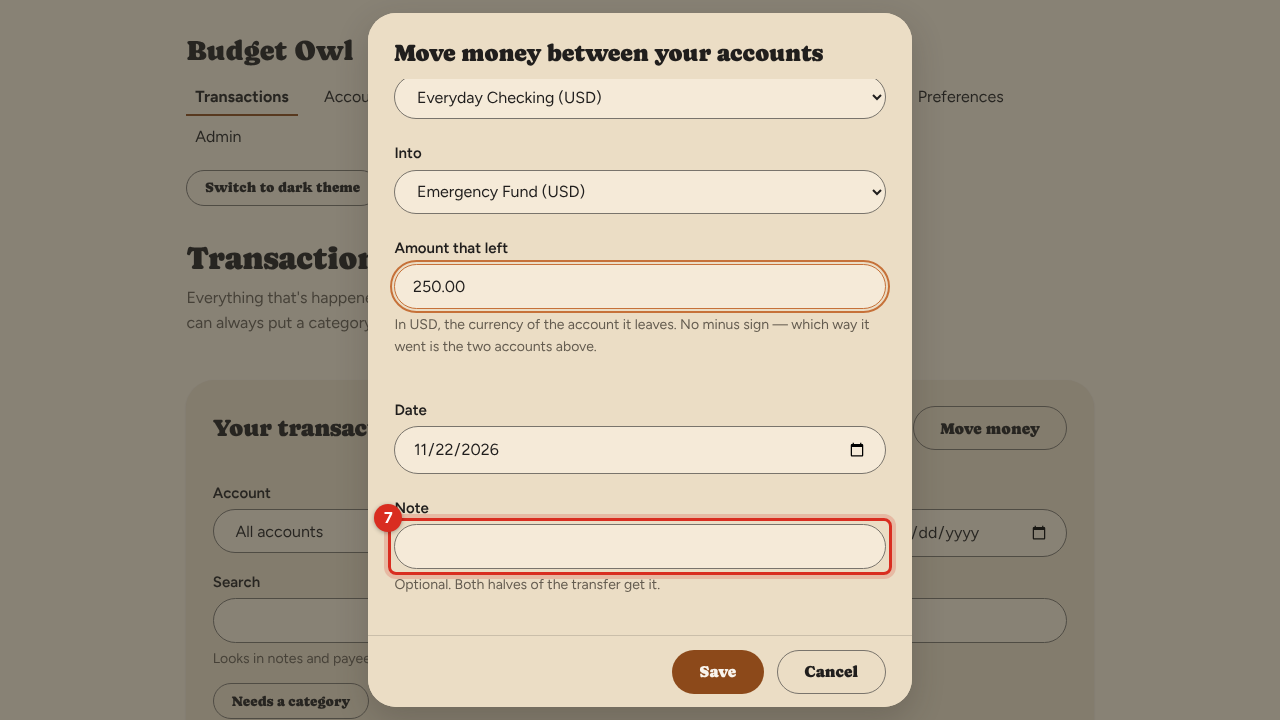 Budget Owl
Move money between your accounts
Transactions
Accou
Everyday Checking (USD)
Preferences
Admin
Into
Switch to dark theme
Emergency Fund (USD)
Amount that left
Transaction
250.00
Everything that's happene
In USD, the currency of the account it leaves. No minus sign — which way it
can always put a category
went is the two accounts above.
Date
Your transac
Move money
11/22/2026
Account
Note
7
All accounts
/dd/yyyy
Search
Optional. Both halves of the transfer get it.
Looks in notes and payee
Save
Cancel
Needs a category